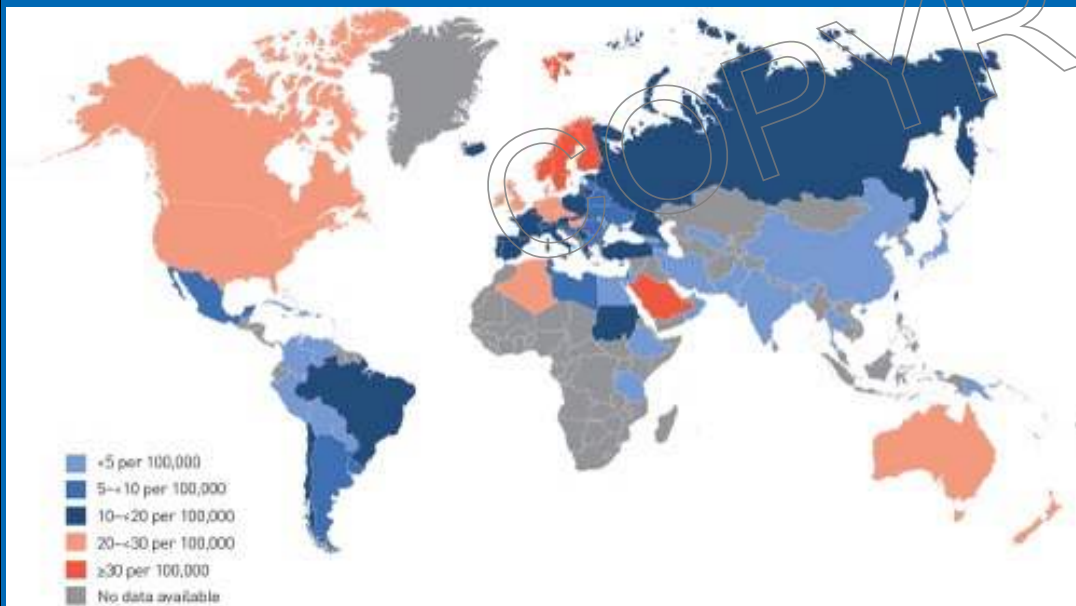 COPYR
<5 per 100,000
5–<10 per 100,000
10–<20 per 100,000
20–<30 per 100,000
≥30 per 100,000
No data available